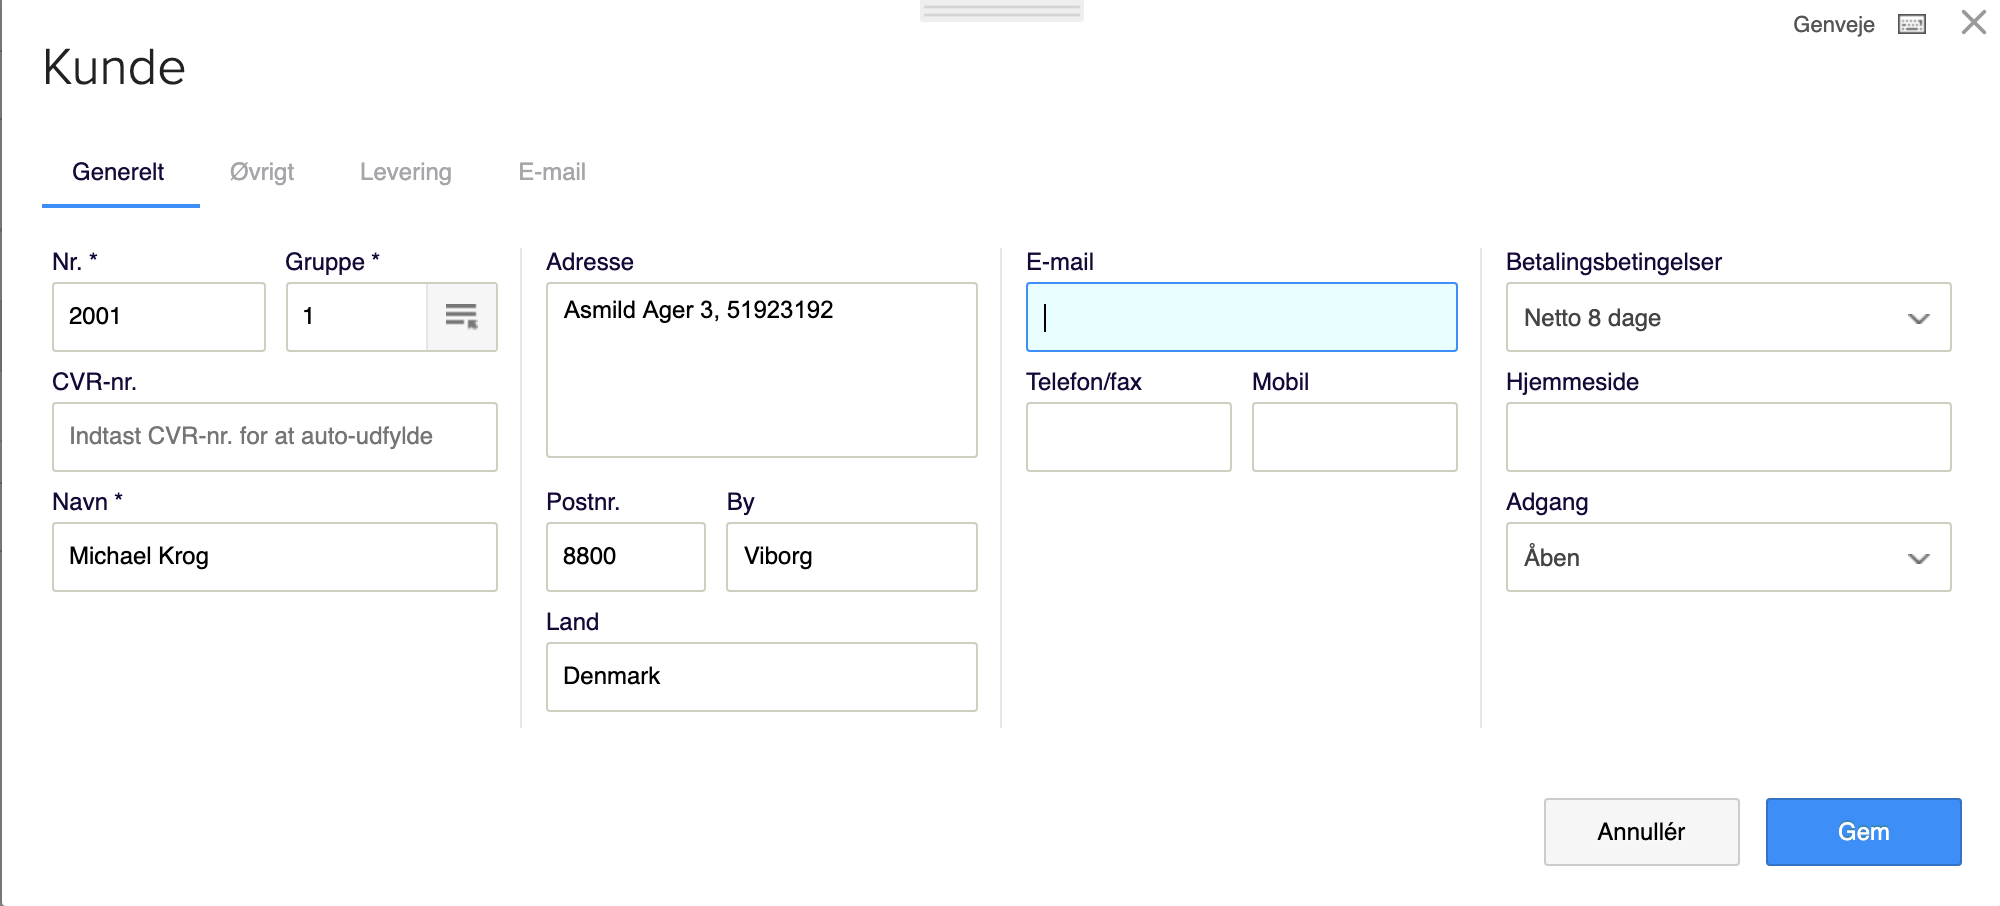 Genveje
Kunde
Generelt Øvrigt Levering E-mail
Nr. * Gruppe *
2001 1
CVR-nr.
Indtast CVR-nr. for at auto-udfylde
Navn *
Michael Krog
Adresse
Asmild Ager 3, 51923192
Postnr. By
8800 Viborg
Land
Denmark
E-mail
Telefon/fax Mobil
Betalingsbetingelser
Netto 8 dage
Hjemmeside
Adgang
Åben
Annullér Gem